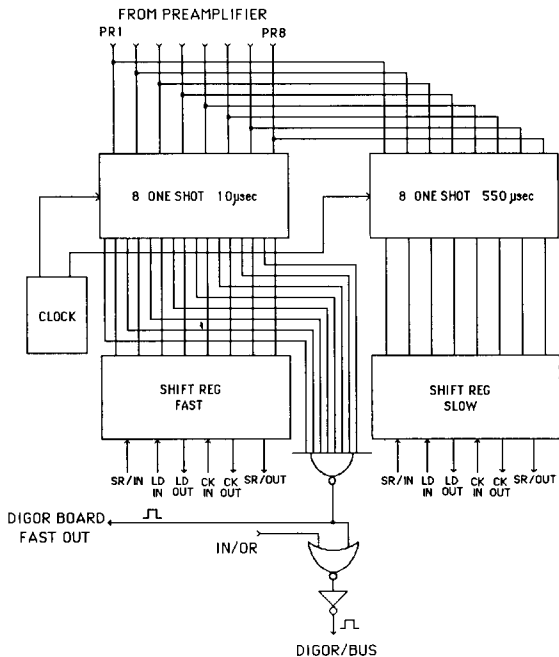 FROM PREAMPLIFIER
PR1 PR8
8 ONE SHOT 10µsec
8 ONE SHOT 550 µsec
CLOCK
SHIFT REG
FAST
SHIFT REG
SLOW
SR/IN LD IN LD OUT CK IN CK OUT SR/OUT
SR/IN LD IN LD OUT CK IN CK OUT SR/OUT
DIGOR BOARD
FAST OUT
IN/OR
DIGOR/BUS